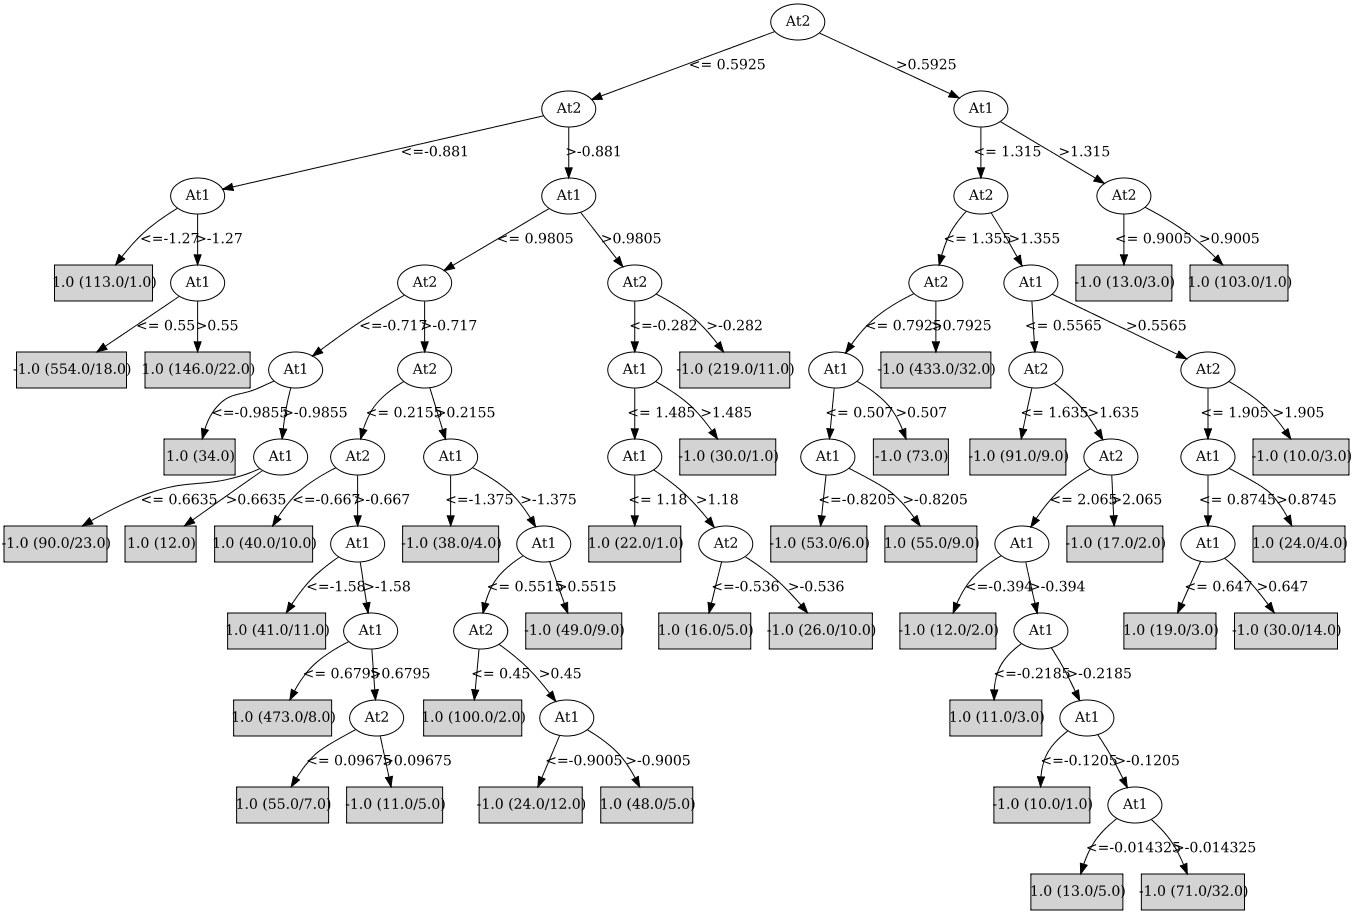 At2
<= 0.5925 >0.5925
At2 At1
<=-0.881 >-0.881 <= 1.315 >1.315
At1 At1 At2 At2
<=-1.27 >-1.27 <= 0.9805 >0.9805 <= 1.355 >1.355 <= 0.9005 >0.9005
1.0 (113.0/1.0) At1 At2 At2 At2 At1 -1.0 (13.0/3.0) 1.0 (103.0/1.0)
<= 0.55 >0.55 <=-0.717 >-0.717 <=-0.282 >-0.282 <= 0.7925 >0.7925 <= 0.5565 >0.5565
-1.0 (554.0/18.0) 1.0 (146.0/22.0) At1 At2 At1 -1.0 (219.0/11.0) At1 -1.0 (433.0/32.0) At2 At2
<=-0.9855 >-0.9855 <= 0.2155 >0.2155 <= 1.485 >1.485 <= 0.507 >0.507 <= 1.635 >1.635 <= 1.905 >1.905
1.0 (34.0) At1 At2 At1 At1 -1.0 (30.0/1.0) At1 -1.0 (73.0) -1.0 (91.0/9.0) At2 At1 -1.0 (10.0/3.0)
<= 0.6635 >0.6635 <=-0.667 >-0.667 <=-1.375 >-1.375 <= 1.18 >1.18 <=-0.8205 >-0.8205 <= 2.065 >2.065 <= 0.8745 >0.8745
-1.0 (90.0/23.0) 1.0 (12.0) 1.0 (40.0/10.0) At1 -1.0 (38.0/4.0) At1 1.0 (22.0/1.0) At2 -1.0 (53.0/6.0) 1.0 (55.0/9.0) At1 -1.0 (17.0/2.0) At1 1.0 (24.0/4.0)
<=-1.58 >-1.58 <= 0.5515 >0.5515 <=-0.536 >-0.536 <=-0.394 >-0.394 <= 0.647 >0.647
1.0 (41.0/11.0) At1 At2 -1.0 (49.0/9.0) 1.0 (16.0/5.0) -1.0 (26.0/10.0) -1.0 (12.0/2.0) At1 1.0 (19.0/3.0) -1.0 (30.0/14.0)
<= 0.6795 >0.6795 <= 0.45 >0.45 <=-0.2185 >-0.2185
1.0 (473.0/8.0) At2 1.0 (100.0/2.0) At1 1.0 (11.0/3.0) At1
<= 0.09675 >0.09675 <=-0.9005 >-0.9005 <=-0.1205 >-0.1205
1.0 (55.0/7.0) -1.0 (11.0/5.0) -1.0 (24.0/12.0) 1.0 (48.0/5.0) -1.0 (10.0/1.0) At1
<=-0.014325 >-0.014325
1.0 (13.0/5.0) -1.0 (71.0/32.0)